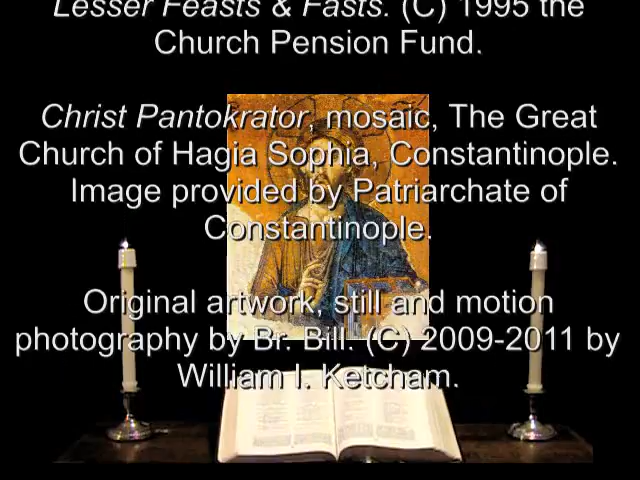 Lesser Feasts & Fasts. (C) 1995 the
Church Pension Fund.
Christ Pantokrator, mosaic, The Great
Church of Hagia Sophia, Constantinople.
Image provided by Patriarchate of
Constantinople.
Original artwork, still and motion
photography by Br. Bill. (C) 2009-2011 by
William I. Ketcham.